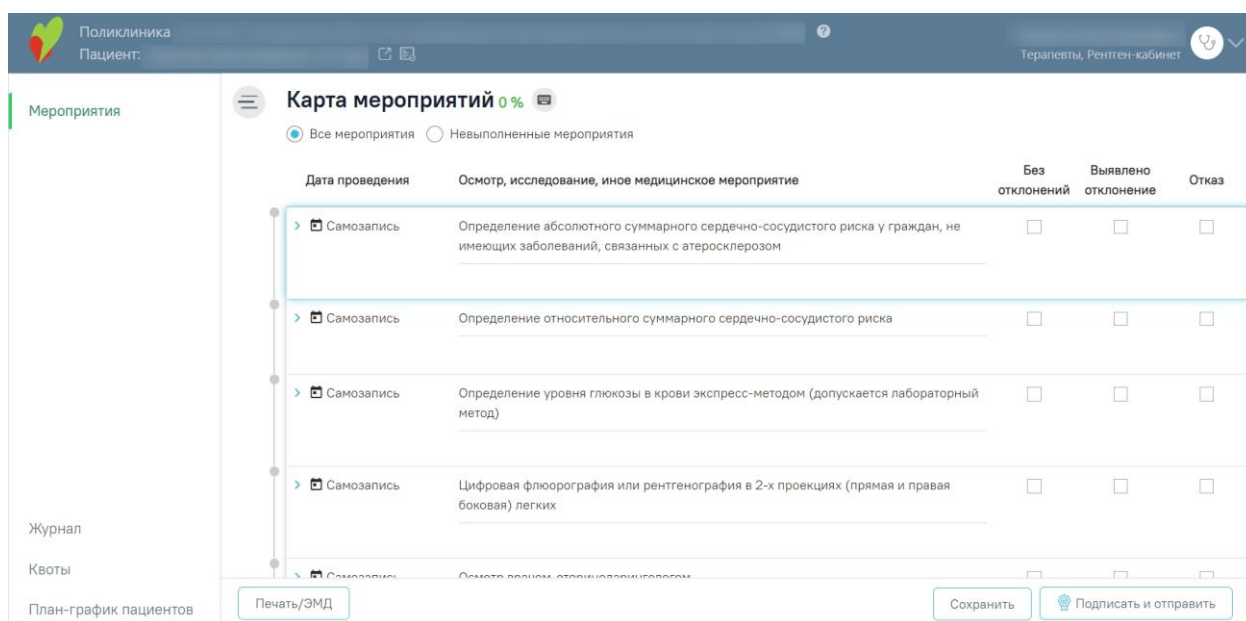 Поликлиника
Пациент:
Терапевты, Рентген-кабинет
Мероприятия
Карта мероприятий 0 %
Все мероприятия Невыполненные мероприятия
Дата проведения Осмотр, исследование, иное медицинское мероприятие Без отклонений Выявлено отклонение Отказ
Самозапись Определение абсолютного суммарного сердечно-сосудистого риска у граждан, не
имеющих заболеваний, связанных с атеросклерозом
Самозапись Определение относительного суммарного сердечно-сосудистого риска
Самозапись Определение уровня глюкозы в крови экспресс-методом (допускается лабораторный
метод)
Самозапись Цифровая флюорография или рентгенография в 2-х проекциях (прямая и правая
боковая) легких
Самозапись Осмотр врачом-оториноларингологом
Журнал
Квоты
План-график пациентов
Печать/ЭМД Сохранить Подписать и отправить